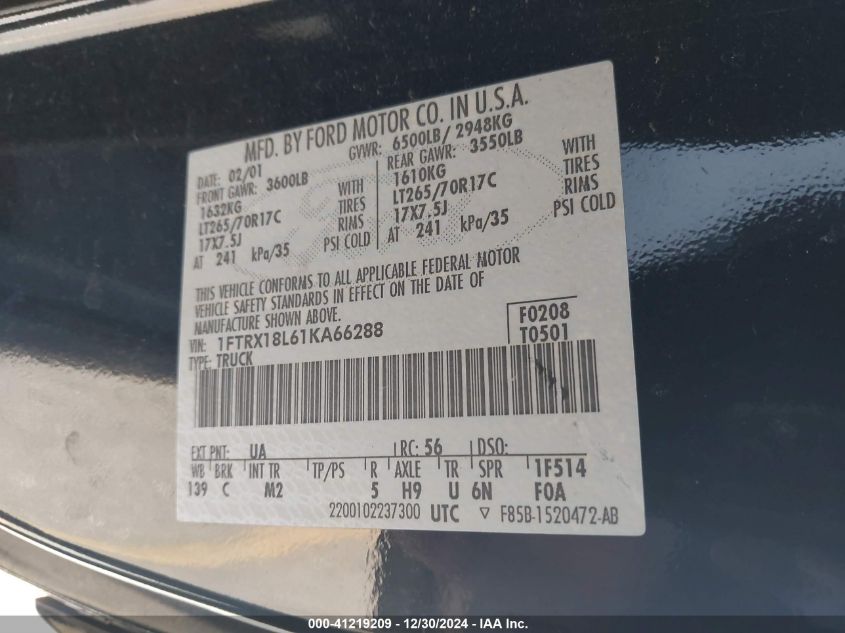 MFD. BY FORD MOTOR CO. IN U.S.A.
DATE: 02/01 GVWR: 6500LB / 2948KG
FRONT GAWR: 3600LB REAR GAWR: 3550LB
1632KG WITH 1610KG WITH
LT265/70R17C TIRES LT265/70R17C TIRES
17X7.5J RIMS 17X7.5J RIMS
AT 241 kPa/35 PSI COLD AT 241 kPa/35 PSI COLD
THIS VEHICLE CONFORMS TO ALL APPLICABLE FEDERAL MOTOR
VEHICLE SAFETY STANDARDS IN EFFECT ON THE DATE OF
MANUFACTURE SHOWN ABOVE.
VIN: 1FTRX18L61KA66288 F0208
TYPE: TRUCK T0501
EXT PNT: UA RC: 56 DSO:
WB BRK INT TR TP/PS R AXLE TR SPR 1F514
139 C M2 5 H9 U 6N F0A
2200102237300 UTC ▽ F85B-1520472-AB
000-41219209 - 12/30/2024 - IAA Inc.